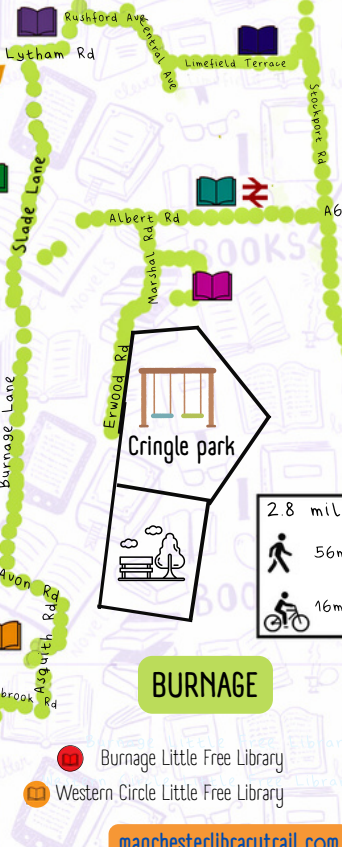 Rushford Ave
Central Ave
Lytham Rd
Limefield Terrace
Stockport Rd
Slade Lane
Albert Rd
A6
Marshal Rd
BOOKS
Erwood Rd
Burnage Lane
Cringle park
2.8 mil
56m
16m
Avon Rd
Asquith Rd
brook Rd
BURNAGE
Burnage Little Free Library
Western Circle Little Free Library
manchesterlibrarytrail.com